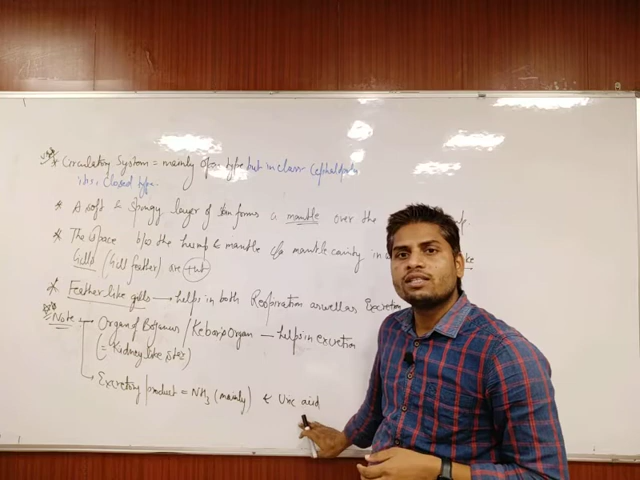 * Circulatory System = mainly open type but in class Cephalopoda
it is closed type.
* A soft & Spongy layer of skin forms a mantle over the
* The space b/w the hump & mantle c/a mantle cavity in
Gills (Gill feather) are +nt
* Feather like gills → helps in both Respiration as well as Excretion
Note → Organ of Bojanus / Keber's Organ — helps in excretion
(= Kidney like str.)
→ Excretory product = NH3 (mainly) & Uric acid